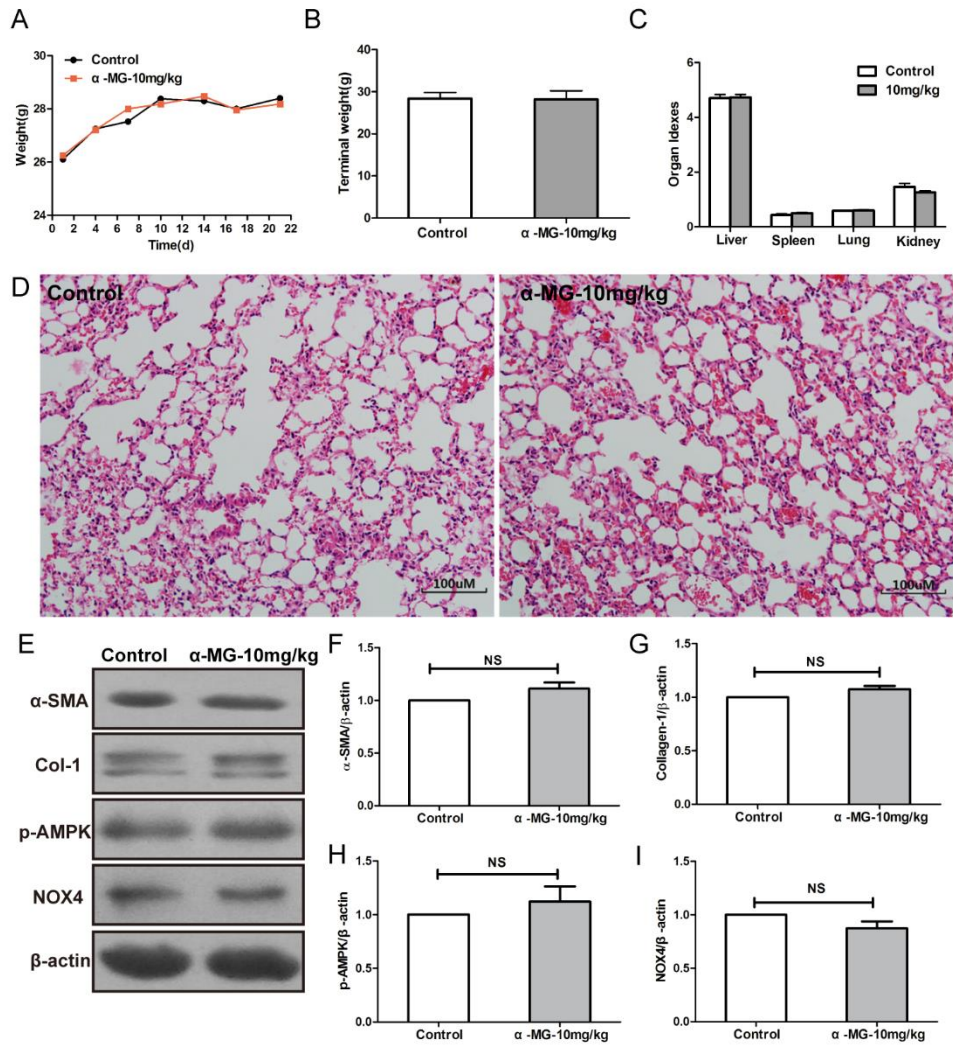 A
Control
α -MG-10mg/kg
Weight(g)
30
28
26
24
0 2 4 6 8 10 12 14 16 18 20 22
Time(d)
B
Terminal weight(g)
50
40
30
20
10
0
Control α -MG-10mg/kg
C
Control
10mg/kg
Organ Idexes
6
4
2
0
Liver Spleen Lung Kidney
D
Control
100uM
α-MG-10mg/kg
100uM
E
Control α-MG-10mg/kg
α-SMA
Col-1
p-AMPK
NOX4
β-actin
F
NS
α-SMA/β-actin
1.5
1.0
0.5
0.0
Control α -MG-10mg/kg
G
NS
Collagen-1/β-actin
1.5
1.0
0.5
0.0
Control α -MG-10mg/kg
H
NS
p-AMPK/β-actin
1.5
1.0
0.5
0.0
Control α -MG-10mg/kg
I
NS
NOX4/β -actin
1.5
1.0
0.5
0.0
Control α -MG-10mg/kg